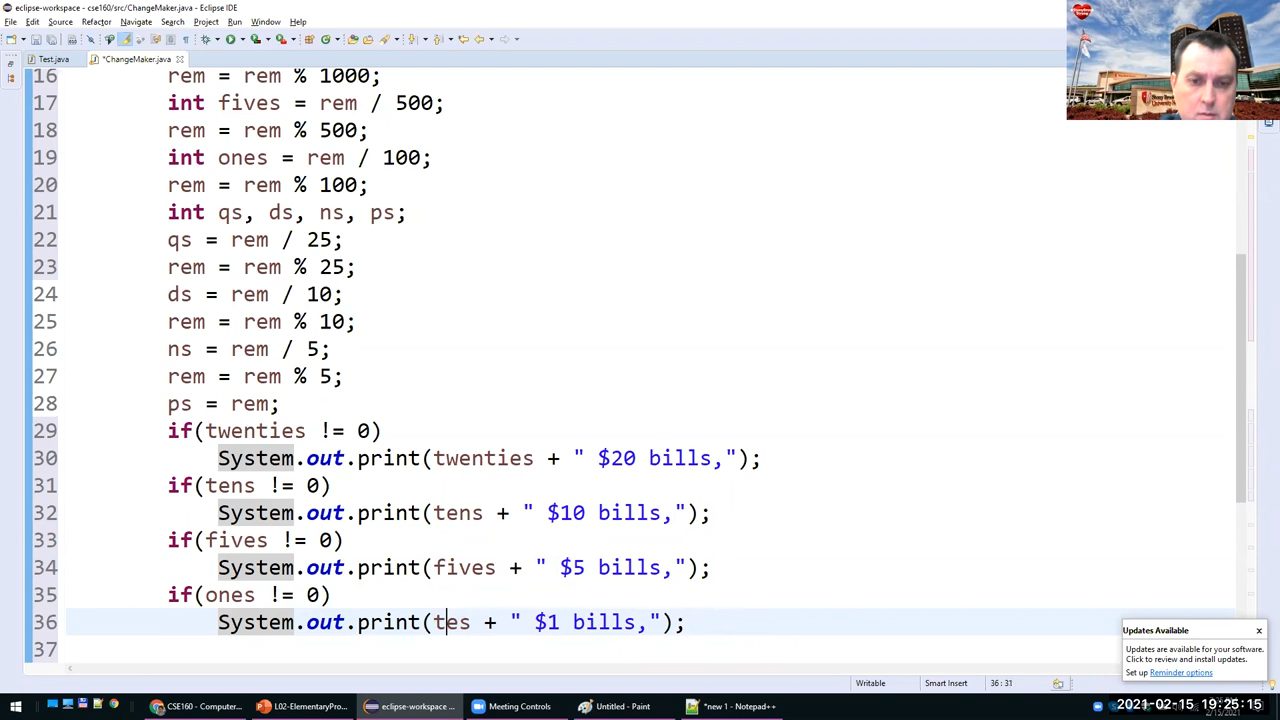 eclipse-workspace - cse160/src/ChangeMaker.java - Eclipse IDE
File Edit Source Refactor Navigate Search Project Run Window Help
Test.java *ChangeMaker.java
16 rem = rem % 1000;
17 int fives = rem / 500;
18 rem = rem % 500;
19 int ones = rem / 100;
20 rem = rem % 100;
21 int qs, ds, ns, ps;
22 qs = rem / 25;
23 rem = rem % 25;
24 ds = rem / 10;
25 rem = rem % 10;
26 ns = rem / 5;
27 rem = rem % 5;
28 ps = rem;
29 if(twenties != 0)
30 System.out.print(twenties + " $20 bills,");
31 if(tens != 0)
32 System.out.print(tens + " $10 bills,");
33 if(fives != 0)
34 System.out.print(fives + " $5 bills,");
35 if(ones != 0)
36 System.out.print(tes + " $1 bills,");
37
Updates Available
Updates are available for your software.
Click to review and install updates.
Set up Reminder options
Writable Smart Insert 36 : 31
CSE160 - Computer... L02-ElementaryPro... eclipse-workspace ... Meeting Controls Untitled - Paint *new 1 - Notepad++
2021-02-15 19:25:15